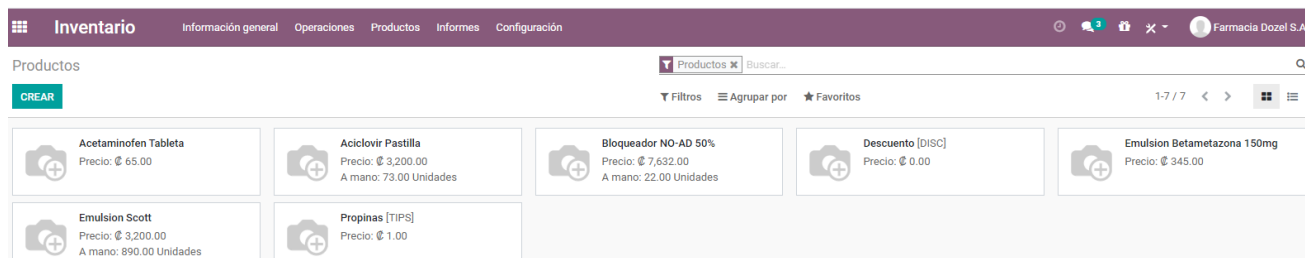 Inventario Información general Operaciones Productos Informes Configuración 3 Farmacia Dozel S.A
Productos
Productos Buscar...
CREAR
Filtros Agrupar por Favoritos 1-7 / 7
Acetaminofen Tableta
Precio: ₡ 65.00
Aciclovir Pastilla
Precio: ₡ 3,200.00
A mano: 73.00 Unidades
Bloqueador NO-AD 50%
Precio: ₡ 7,632.00
A mano: 22.00 Unidades
Descuento [DISC]
Precio: ₡ 0.00
Emulsion Betametazona 150mg
Precio: ₡ 345.00
Emulsion Scott
Precio: ₡ 3,200.00
A mano: 890.00 Unidades
Propinas [TIPS]
Precio: ₡ 1.00